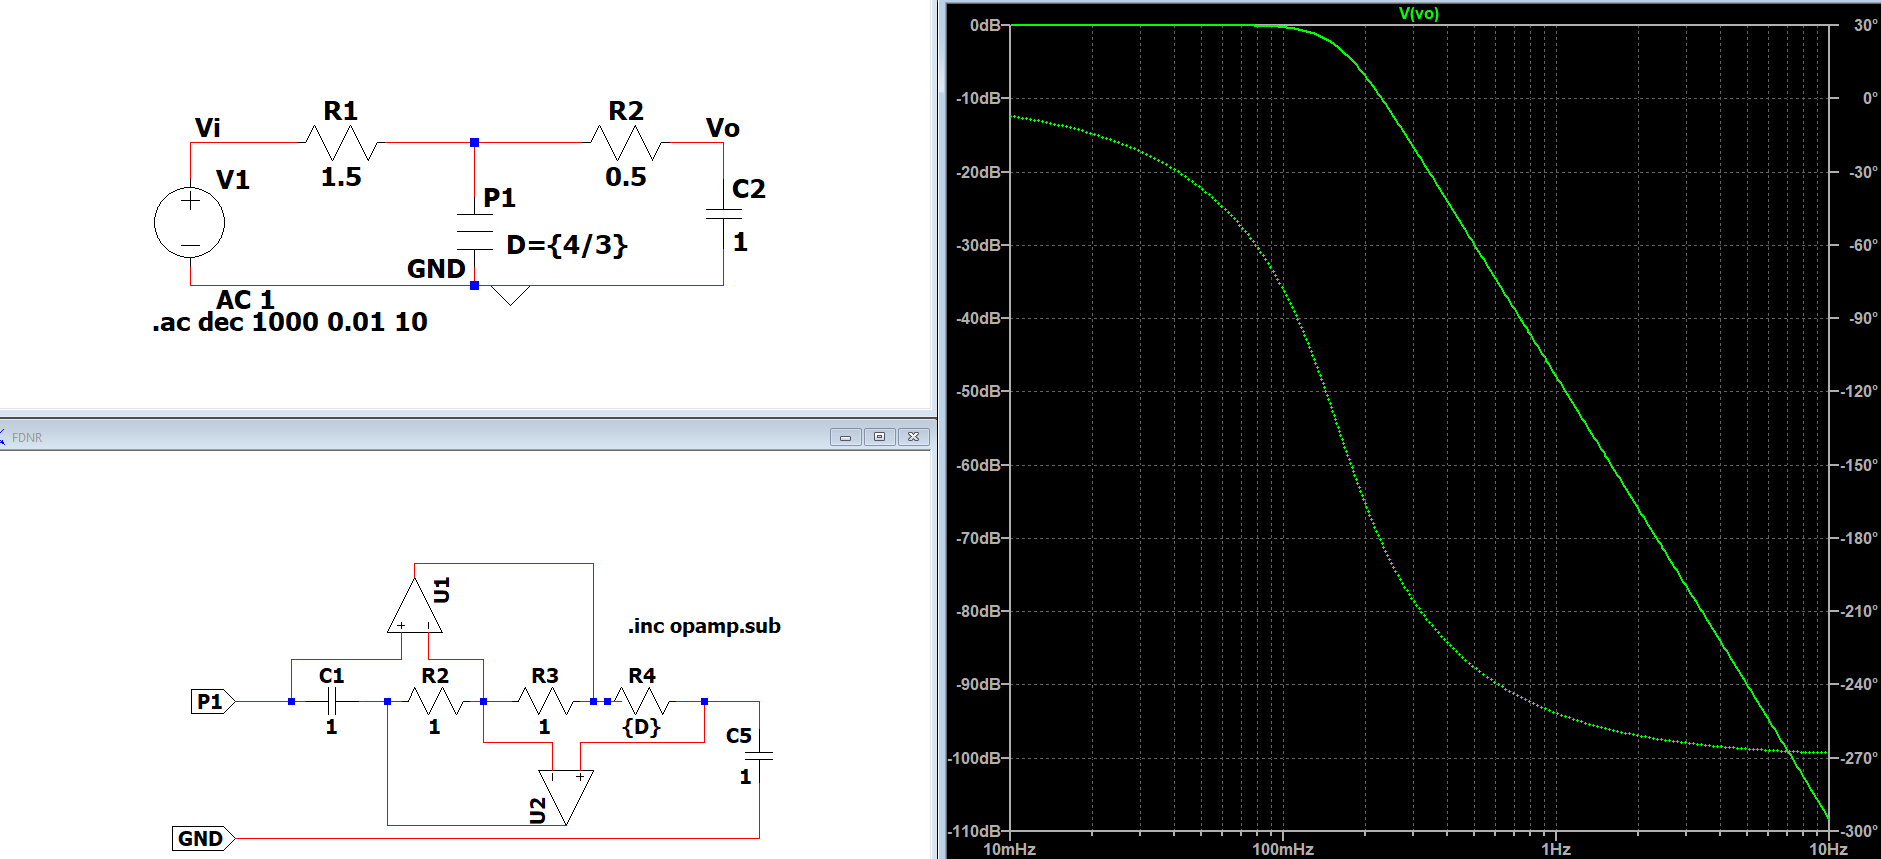 Vi
R1
1.5
R2
0.5
Vo
V1
P1
D={4/3}
C2
1
GND
AC 1
.ac dec 1000 0.01 10
FDNR
U1
.inc opamp.sub
P1
C1
1
R2
1
R3
1
R4
{D}
C5
1
U2
GND
V(vo)
0dB
-10dB
-20dB
-30dB
-40dB
-50dB
-60dB
-70dB
-80dB
-90dB
-100dB
-110dB
30°
0°
-30°
-60°
-90°
-120°
-150°
-180°
-210°
-240°
-270°
-300°
10mHz
100mHz
1Hz
10Hz